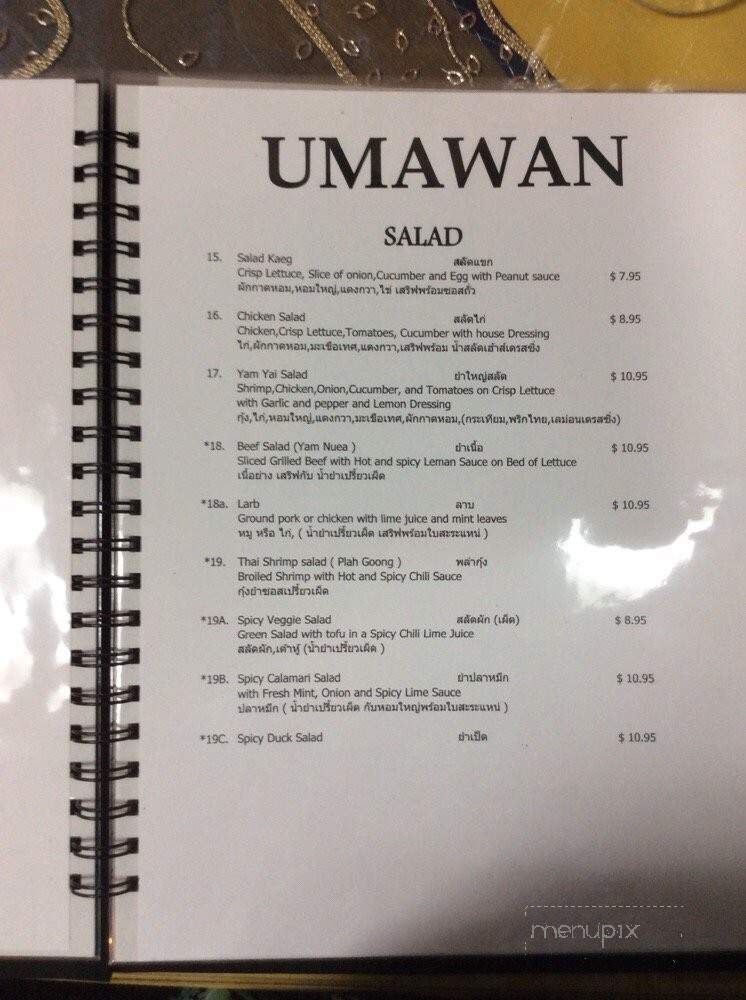 UMAWAN
SALAD
15. Salad Kaeg สลัดแขก
Crisp Lettuce, Slice of onion,Cucumber and Egg with Peanut sauce $ 7.95
ผักกาดหอม,หอมใหญ่,แตงกวา,ไข่ เสริฟพร้อมซอสถั่ว
16. Chicken Salad สลัดไก่ $ 8.95
Chicken,Crisp Lettuce,Tomatoes, Cucumber with house Dressing
ไก่,ผักกาดหอม,มะเขือเทศ,แตงกวา,เสริฟพร้อม น้ำสลัดเฮ้าส์เดรสซิ่ง
17. Yam Yai Salad ยำใหญ่สลัด $ 10.95
Shrimp,Chicken,Onion,Cucumber, and Tomatoes on Crisp Lettuce
with Garlic and pepper and Lemon Dressing
กุ้ง,ไก่,หอมใหญ่,แตงกวา,มะเขือเทศ,ผักกาดหอม,(กระเทียม,พริกไทย,เลม่อนเดรสซิ่ง)
*18. Beef Salad (Yam Nuea ) ยำเนื้อ $ 10.95
Sliced Grilled Beef with Hot and spicy Leman Sauce on Bed of Lettuce
เนื้อย่าง เสริฟกับ น้ำยำเปรี้ยวเผ็ด
*18a. Larb ลาบ $ 10.95
Ground pork or chicken with lime juice and mint leaves
หมู หรือ ไก่, ( น้ำยำเปรี้ยวเผ็ด เสริฟพร้อมใบสะระแหน่ )
*19. Thai Shrimp salad ( Plah Goong ) พล่ากุ้ง
Broiled Shrimp with Hot and Spicy Chili Sauce
กุ้งยำซอสเปรี้ยวเผ็ด
*19A. Spicy Veggie Salad สลัดผัก (เผ็ด) $ 8.95
Green Salad with tofu in a Spicy Chili Lime Juice
สลัดผัก,เต้าหู้ (น้ำยำเปรี้ยวเผ็ด )
*19B. Spicy Calamari Salad ยำปลาหมึก $ 10.95
with Fresh Mint, Onion and Spicy Lime Sauce
ปลาหมึก ( น้ำยำเปรี้ยวเผ็ด กับหอมใหญ่พร้อมใบสะระแหน่ )
*19C. Spicy Duck Salad ยำเป็ด $ 10.95
menupix